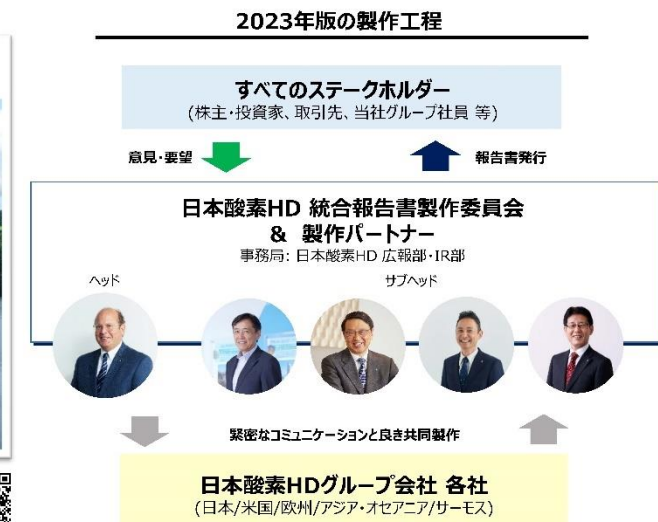 2023年版の製作工程
すべてのステークホルダー
(株主・投資家、取引先、当社グループ社員 等)
意見・要望
報告書発行
日本酸素HD 統合報告書製作委員会
& 製作パートナー
事務局: 日本酸素HD 広報部・IR部
ヘッド
サブヘッド
緊密なコミュニケーションと良き共同製作
日本酸素HDグループ会社 各社
(日本/米国/欧州/アジア・オセアニア/サーモス)